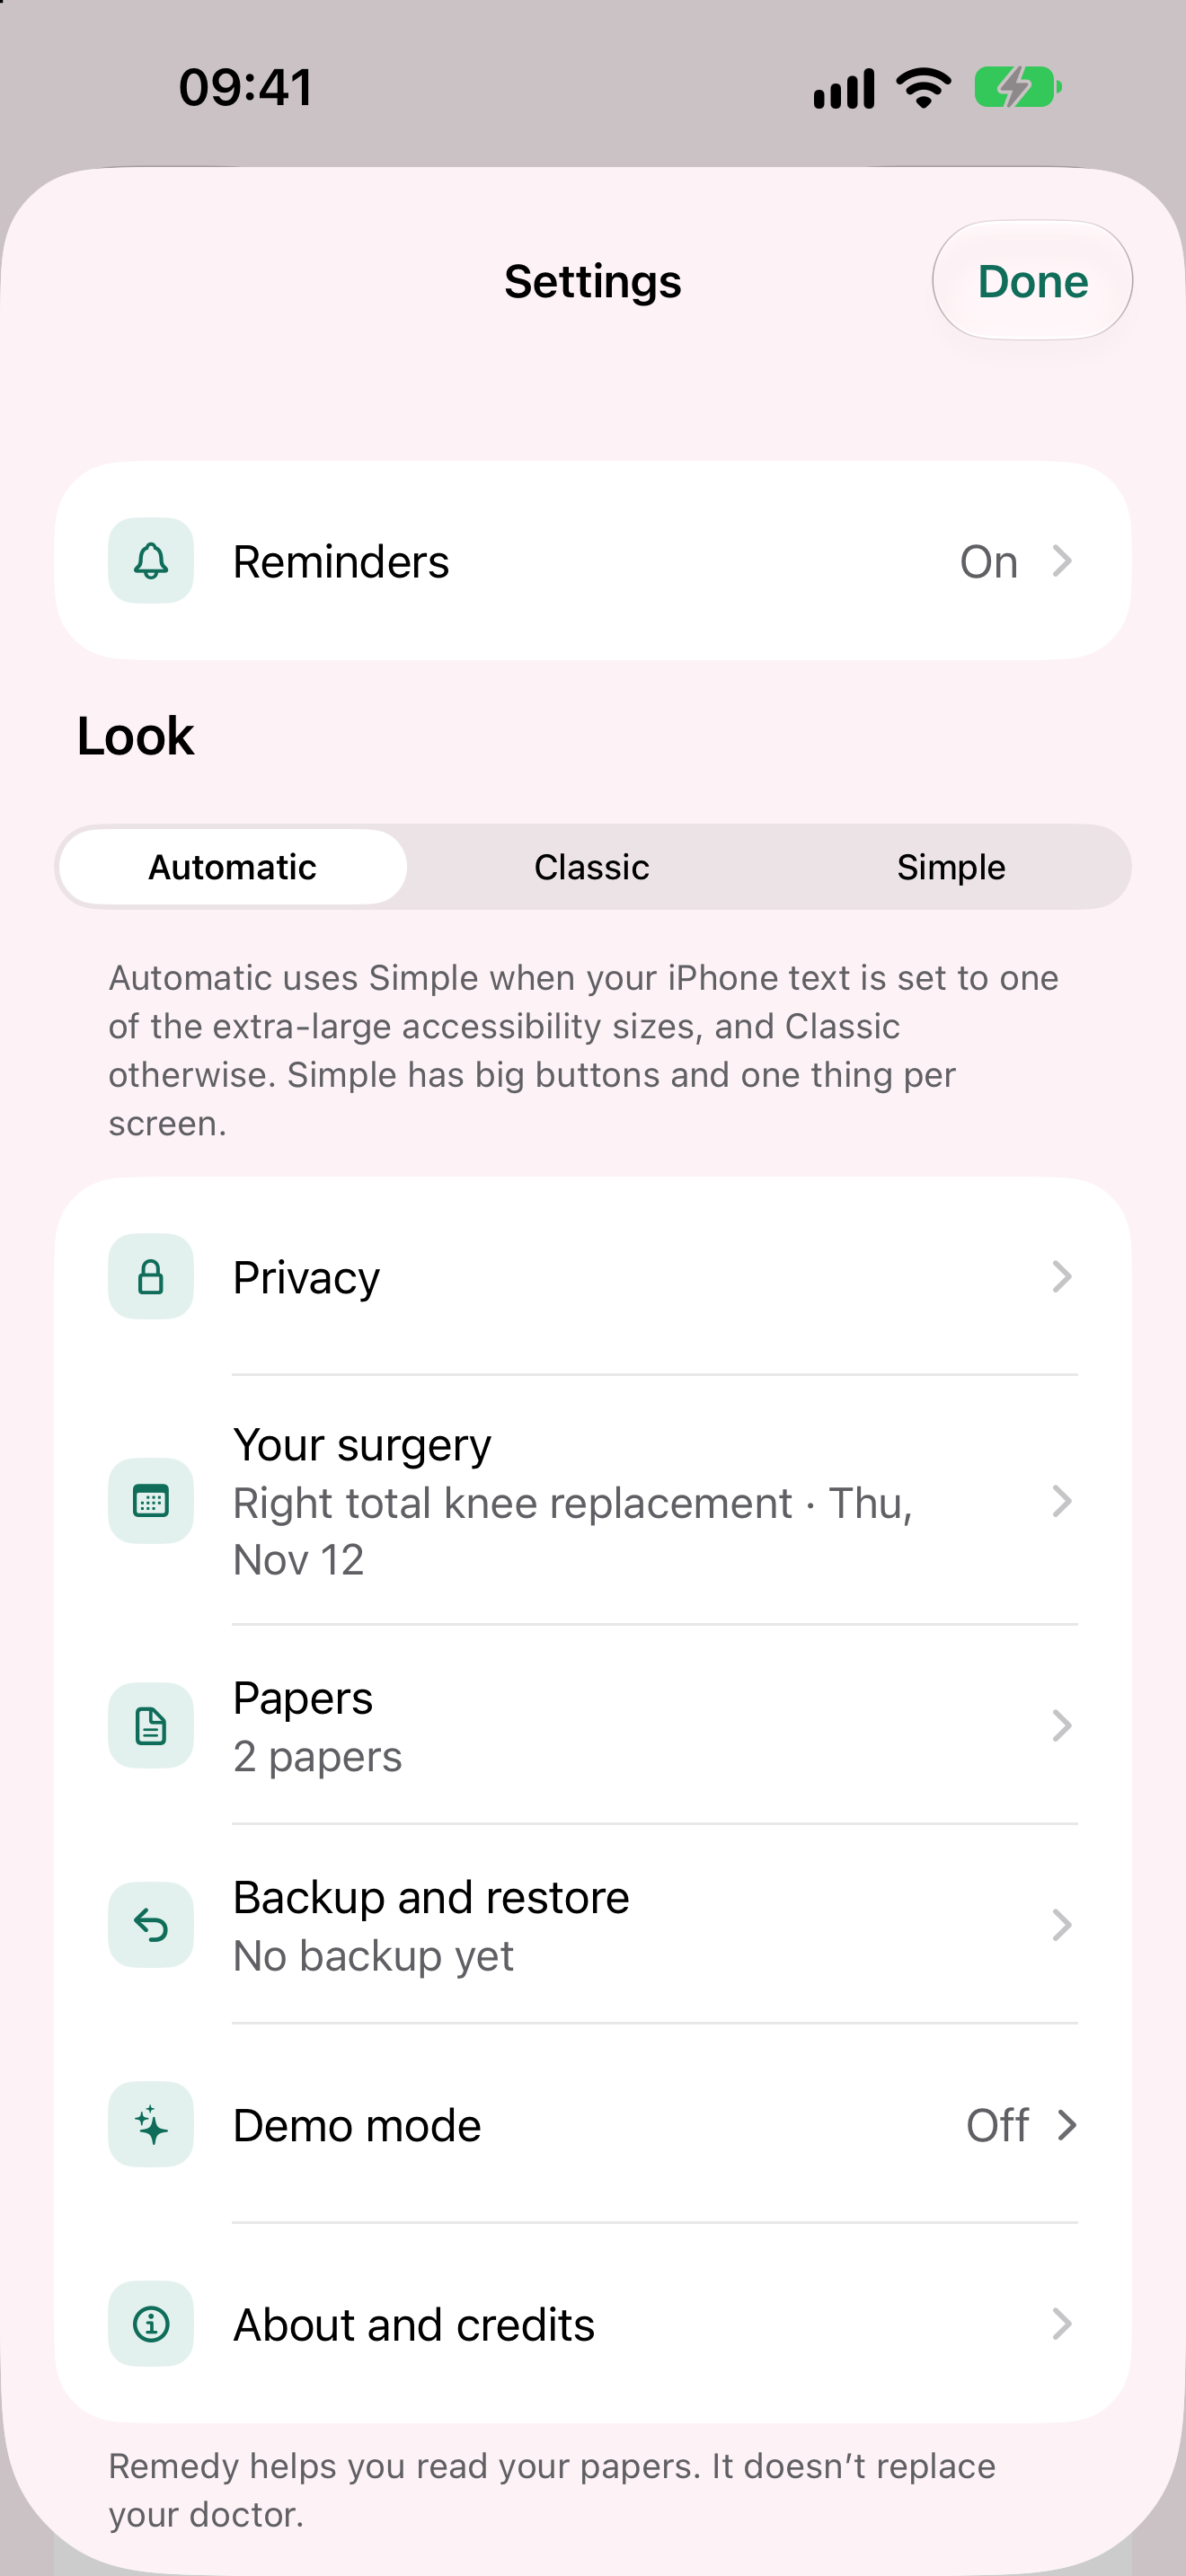 09:41
Settings
Done
Reminders
On
Look
Automatic
Classic
Simple
Automatic uses Simple when your iPhone text is set to one
of the extra-large accessibility sizes, and Classic
otherwise. Simple has big buttons and one thing per
screen.
Privacy
Your surgery
Right total knee replacement · Thu,
Nov 12
Papers
2 papers
Backup and restore
No backup yet
Demo mode
Off
About and credits
Remedy helps you read your papers. It doesn’t replace
your doctor.